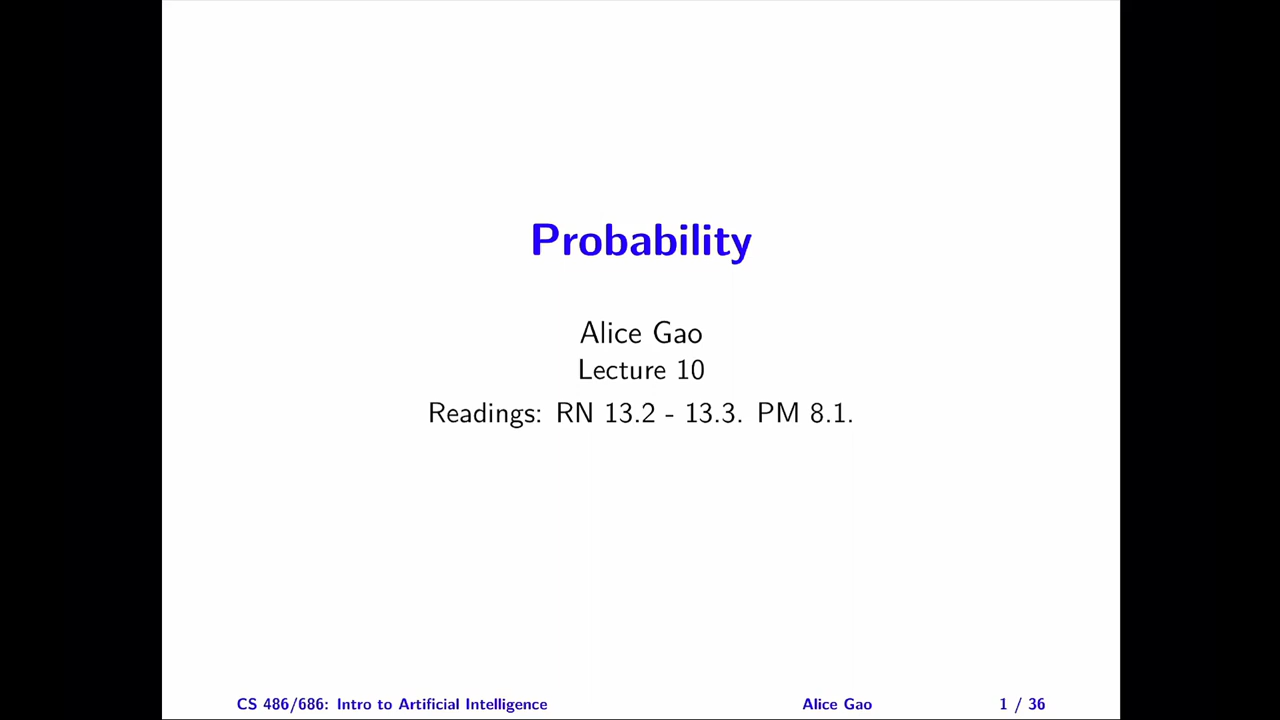 Probability
Alice Gao
Lecture 10
Readings: RN 13.2 - 13.3. PM 8.1.
CS 486/686: Intro to Artificial Intelligence Alice Gao 1 / 36